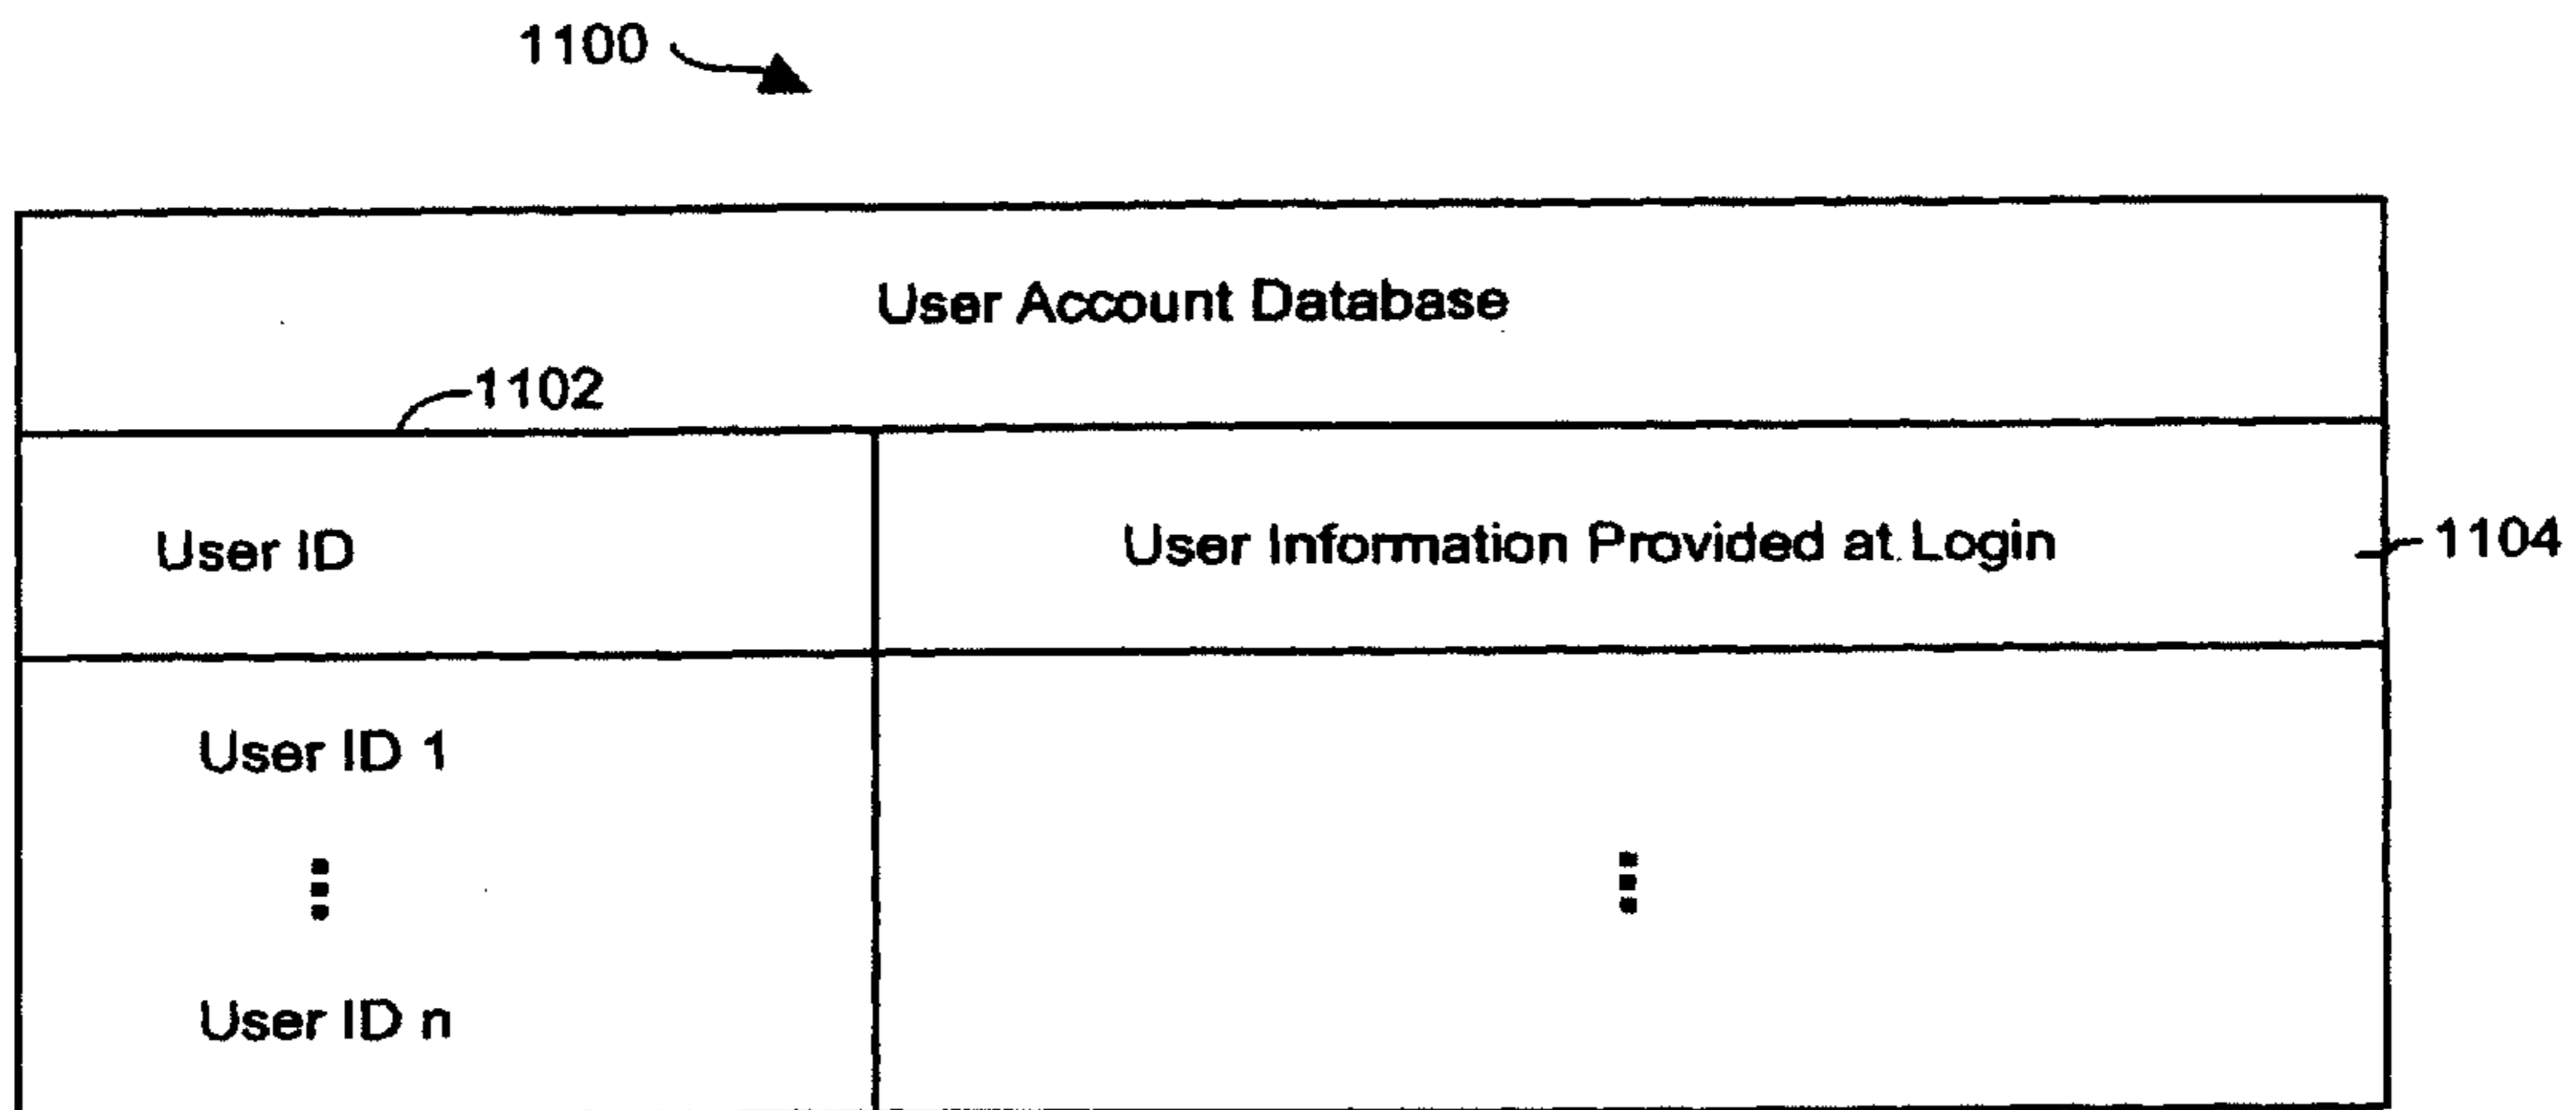 1100
User Account Database
1102
User ID
User Information Provided at Login
1104
User ID 1
User ID n